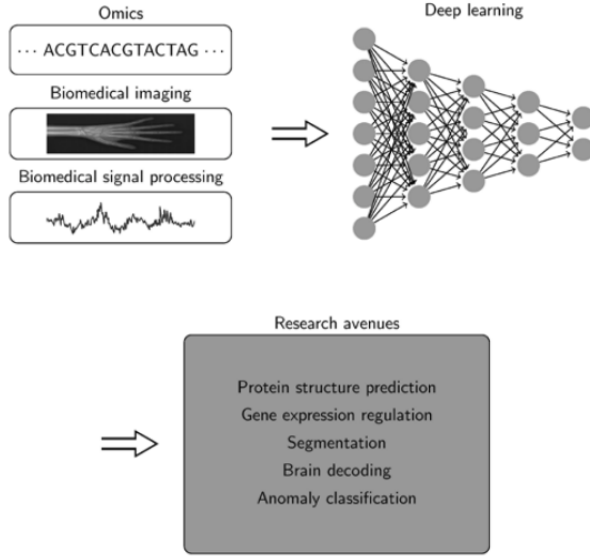 Omics
··· ACGTCACGTACTAG ···
Biomedical imaging
Biomedical signal processing
Deep learning
Research avenues
Protein structure prediction
Gene expression regulation
Segmentation
Brain decoding
Anomaly classification